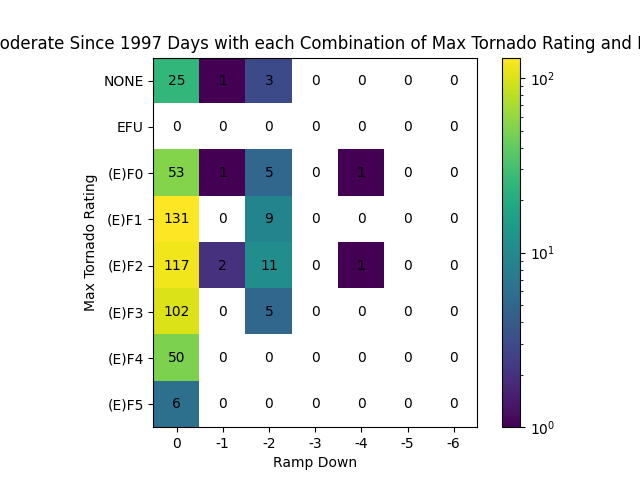 oderate Since 1997 Days with each Combination of Max Tornado Rating and
NONE 25 1 3 0 0 0 0
EFU 0 0 0 0 0 0 0
(E)F0 53 1 5 0 1 0 0
(E)F1 131 0 9 0 0 0 0
(E)F2 117 2 11 0 1 0 0
(E)F3 102 0 5 0 0 0 0
(E)F4 50 0 0 0 0 0 0
(E)F5 6 0 0 0 0 0 0
0 -1 -2 -3 -4 -5 -6
Ramp Down
Max Tornado Rating
10²
10¹
10⁰